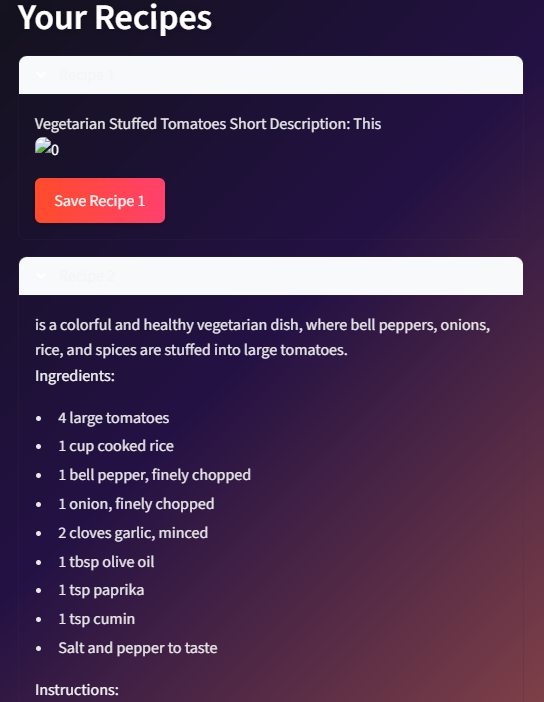 Your Recipes
Recipe 1
Vegetarian Stuffed Tomatoes Short Description: This
0
Save Recipe 1
Recipe 2
is a colorful and healthy vegetarian dish, where bell peppers, onions,
rice, and spices are stuffed into large tomatoes.
Ingredients:
4 large tomatoes
1 cup cooked rice
1 bell pepper, finely chopped
1 onion, finely chopped
2 cloves garlic, minced
1 tbsp olive oil
1 tsp paprika
1 tsp cumin
Salt and pepper to taste
Instructions: